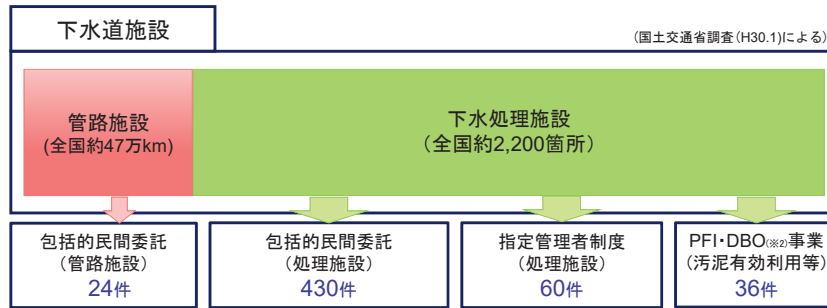 下水道施設
(国土交通省調査(H30.1)による)
管路施設
(全国約47万km)
下水処理施設
（全国約2,200箇所）
包括的民間委託
（管路施設）
24件
包括的民間委託
（処理施設）
430件
指定管理者制度
（処理施設）
60件
PFI・DBO(※2)事業
（汚泥有効利用等）
36件